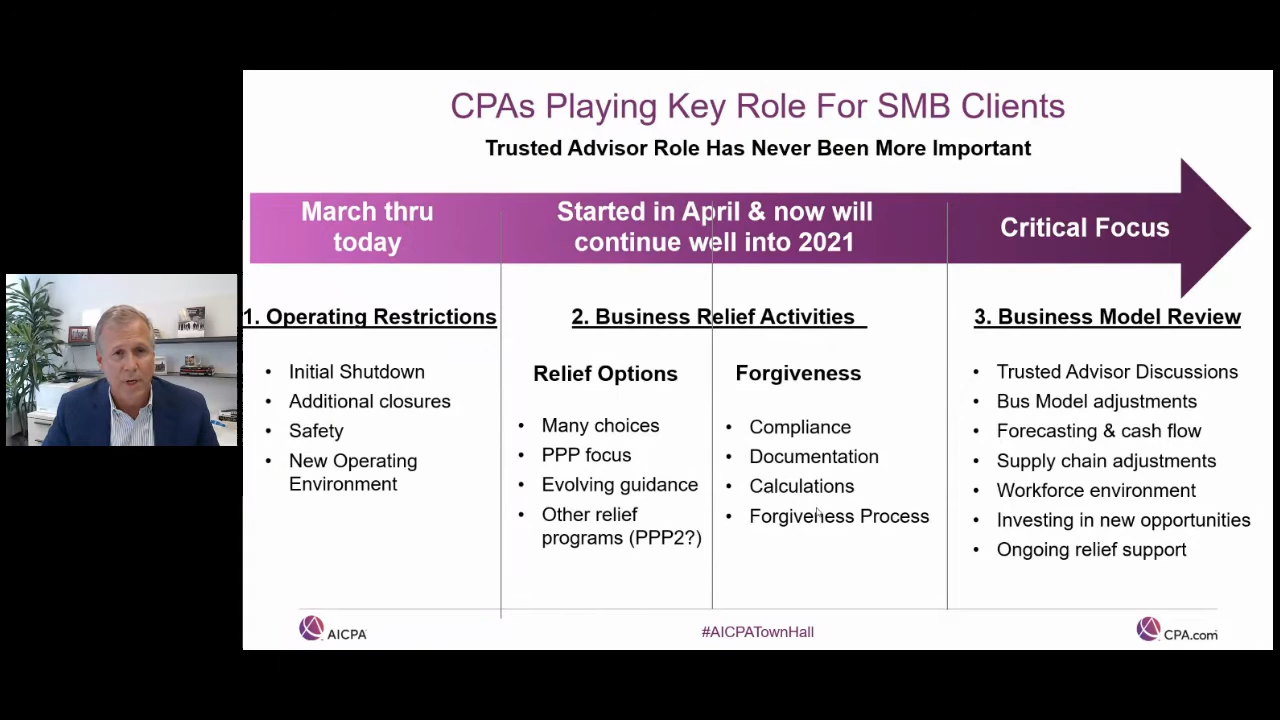 CPAs Playing Key Role For SMB Clients
Trusted Advisor Role Has Never Been More Important
March thru
today
Started in April & now will
continue well into 2021
Critical Focus
1. Operating Restrictions
• Initial Shutdown
• Additional closures
• Safety
• New Operating
Environment
2. Business Relief Activities
Relief Options
• Many choices
• PPP focus
• Evolving guidance
• Other relief
programs (PPP2?)
Forgiveness
• Compliance
• Documentation
• Calculations
• Forgiveness Process
3. Business Model Review
• Trusted Advisor Discussions
• Bus Model adjustments
• Forecasting & cash flow
• Supply chain adjustments
• Workforce environment
• Investing in new opportunities
• Ongoing relief support
AICPA
#AICPATownHall
CPA.com